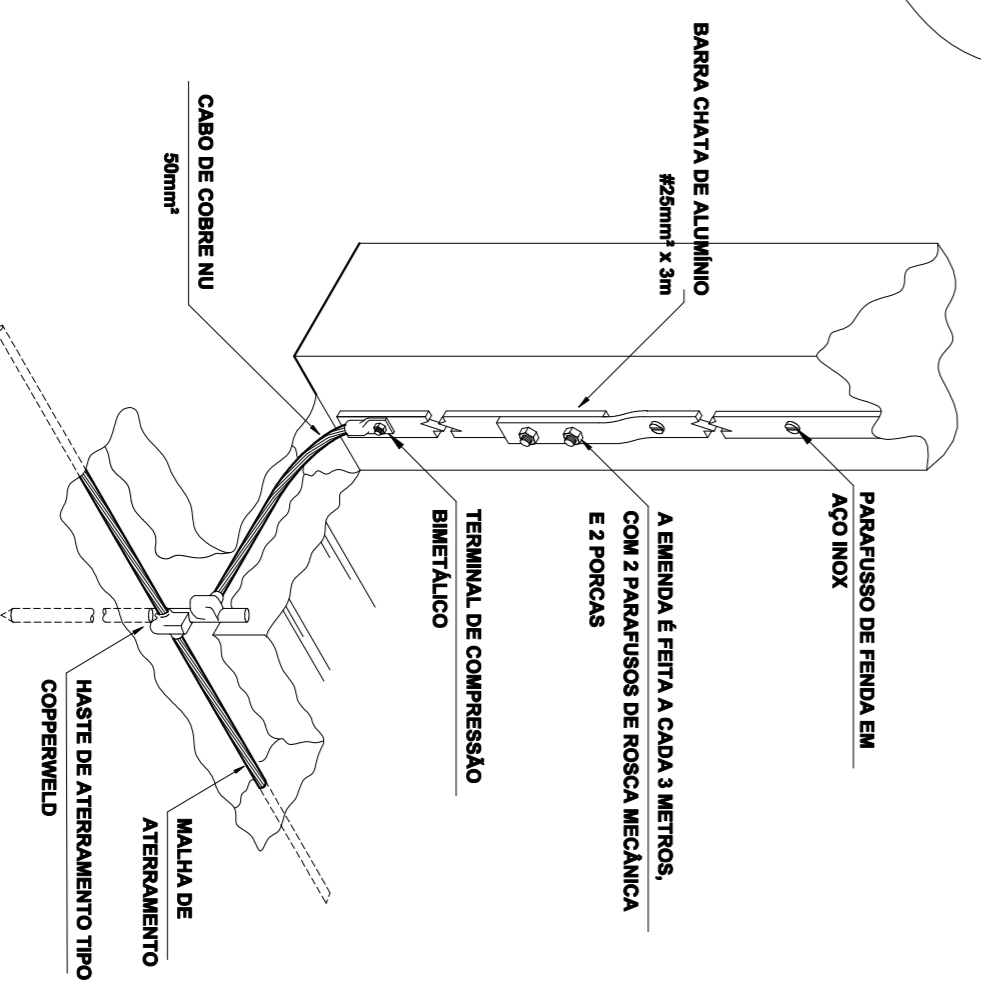 BARRA CHATA DE ALUMÍNIO
#25mm² x 3m
CABO DE COBRE NU
50mm²
PARAFUSSO DE FENDA EM
AÇO INOX
A EMENDA É FEITA A CADA 3 METROS,
COM 2 PARAFUSOS DE ROSCA MECÂNICA
E 2 PORCAS
TERMINAL DE COMPRESSÃO
BIMETÁLICO
MALHA DE
ATERRAMENTO
HASTE DE ATERRAMENTO TIPO
COPPERWELD